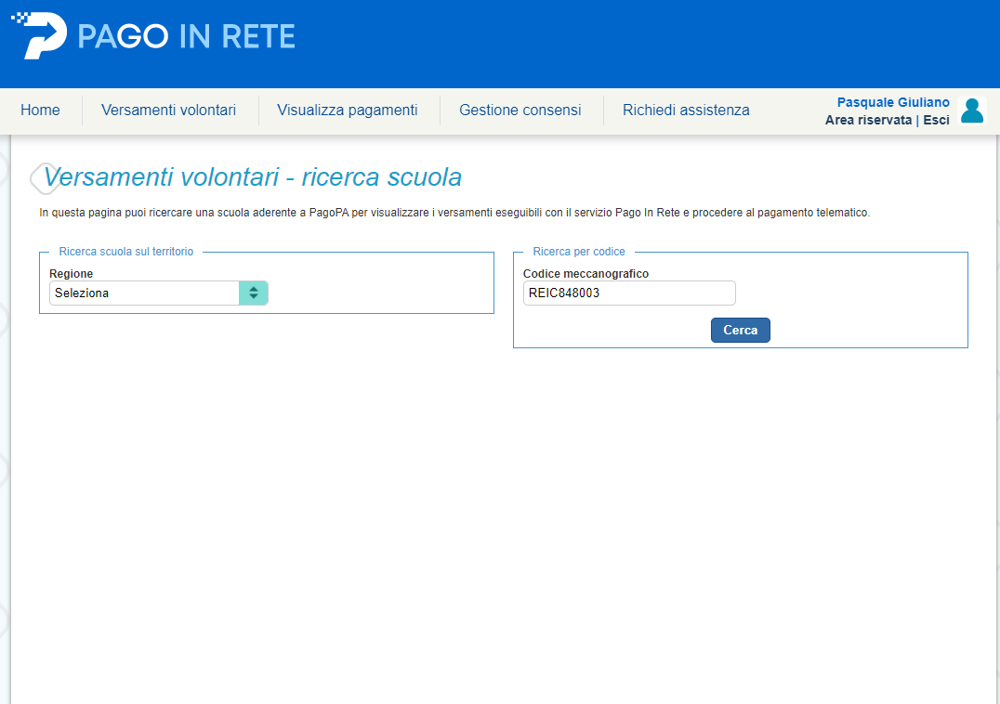 PAGO IN RETE
Home
Versamenti volontari
Visualizza pagamenti
Gestione consensi
Richiedi assistenza
Pasquale Giuliano
Area riservata | Esci
Versamenti volontari - ricerca scuola
In questa pagina puoi ricercare una scuola aderente a PagoPA per visualizzare i versamenti eseguibili con il servizio Pago In Rete e procedere al pagamento telematico.
Ricerca scuola sul territorio
Regione
Seleziona
Ricerca per codice
Codice meccanografico
REIC848003
Cerca